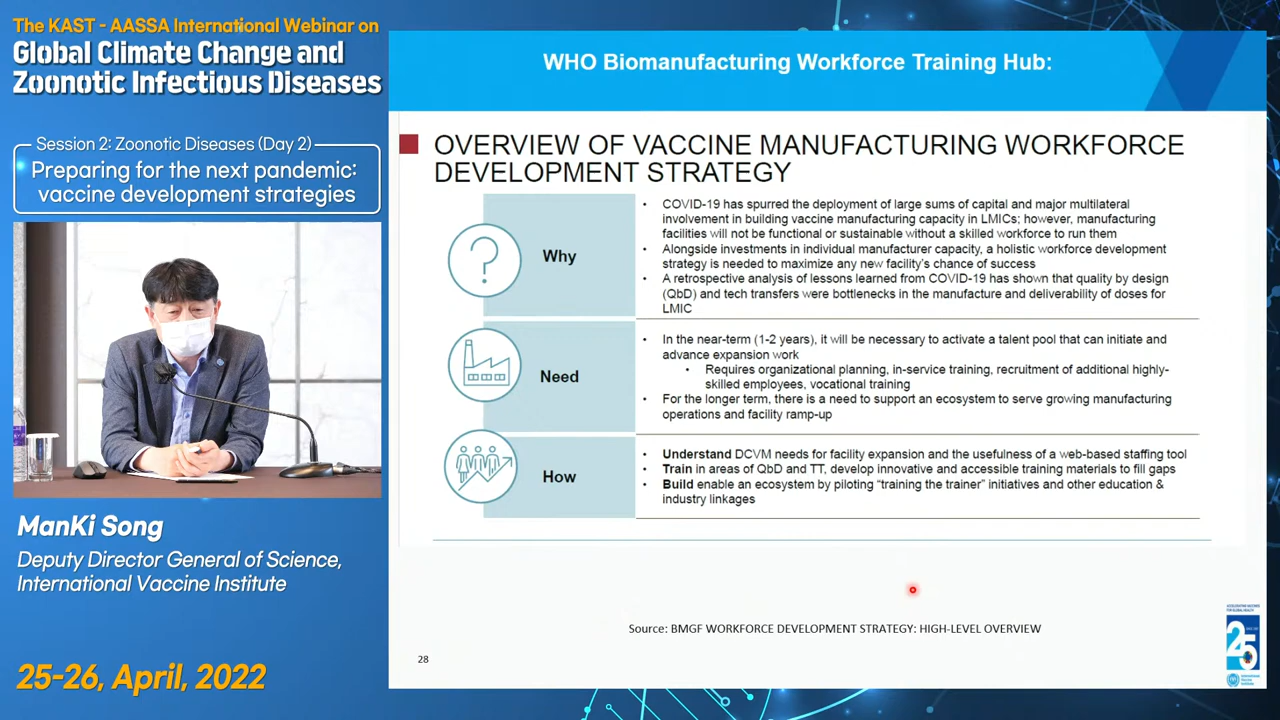 The KAST - AASSA International Webinar on
Global Climate Change and
Zoonotic Infectious Diseases
Session 2: Zoonotic Diseases (Day 2)
Preparing for the next pandemic:
vaccine development strategies
ManKi Song
Deputy Director General of Science,
International Vaccine Institute
25-26, April, 2022
WHO Biomanufacturing Workforce Training Hub:
OVERVIEW OF VACCINE MANUFACTURING WORKFORCE
DEVELOPMENT STRATEGY
Why
• COVID-19 has spurred the deployment of large sums of capital and major multilateral
involvement in building vaccine manufacturing capacity in LMICs; however, manufacturing
facilities will not be functional or sustainable without a skilled workforce to run them
• Alongside investments in individual manufacturer capacity, a holistic workforce development
strategy is needed to maximize any new facility's chance of success
• A retrospective analysis of lessons learned from COVID-19 has shown that quality by design
(QbD) and tech transfers were bottlenecks in the manufacture and deliverability of doses for
LMIC
Need
• In the near-term (1-2 years), it will be necessary to activate a talent pool that can initiate and
advance expansion work
• Requires organizational planning, in-service training, recruitment of additional highly-
skilled employees, vocational training
• For the longer term, there is a need to support an ecosystem to serve growing manufacturing
operations and facility ramp-up
How
• Understand DCVM needs for facility expansion and the usefulness of a web-based staffing tool
• Train in areas of QbD and TT, develop innovative and accessible training materials to fill gaps
• Build enable an ecosystem by piloting "training the trainer" initiatives and other education &
industry linkages
Source: BMGF WORKFORCE DEVELOPMENT STRATEGY: HIGH-LEVEL OVERVIEW
28
25
International
Vaccine
Institute